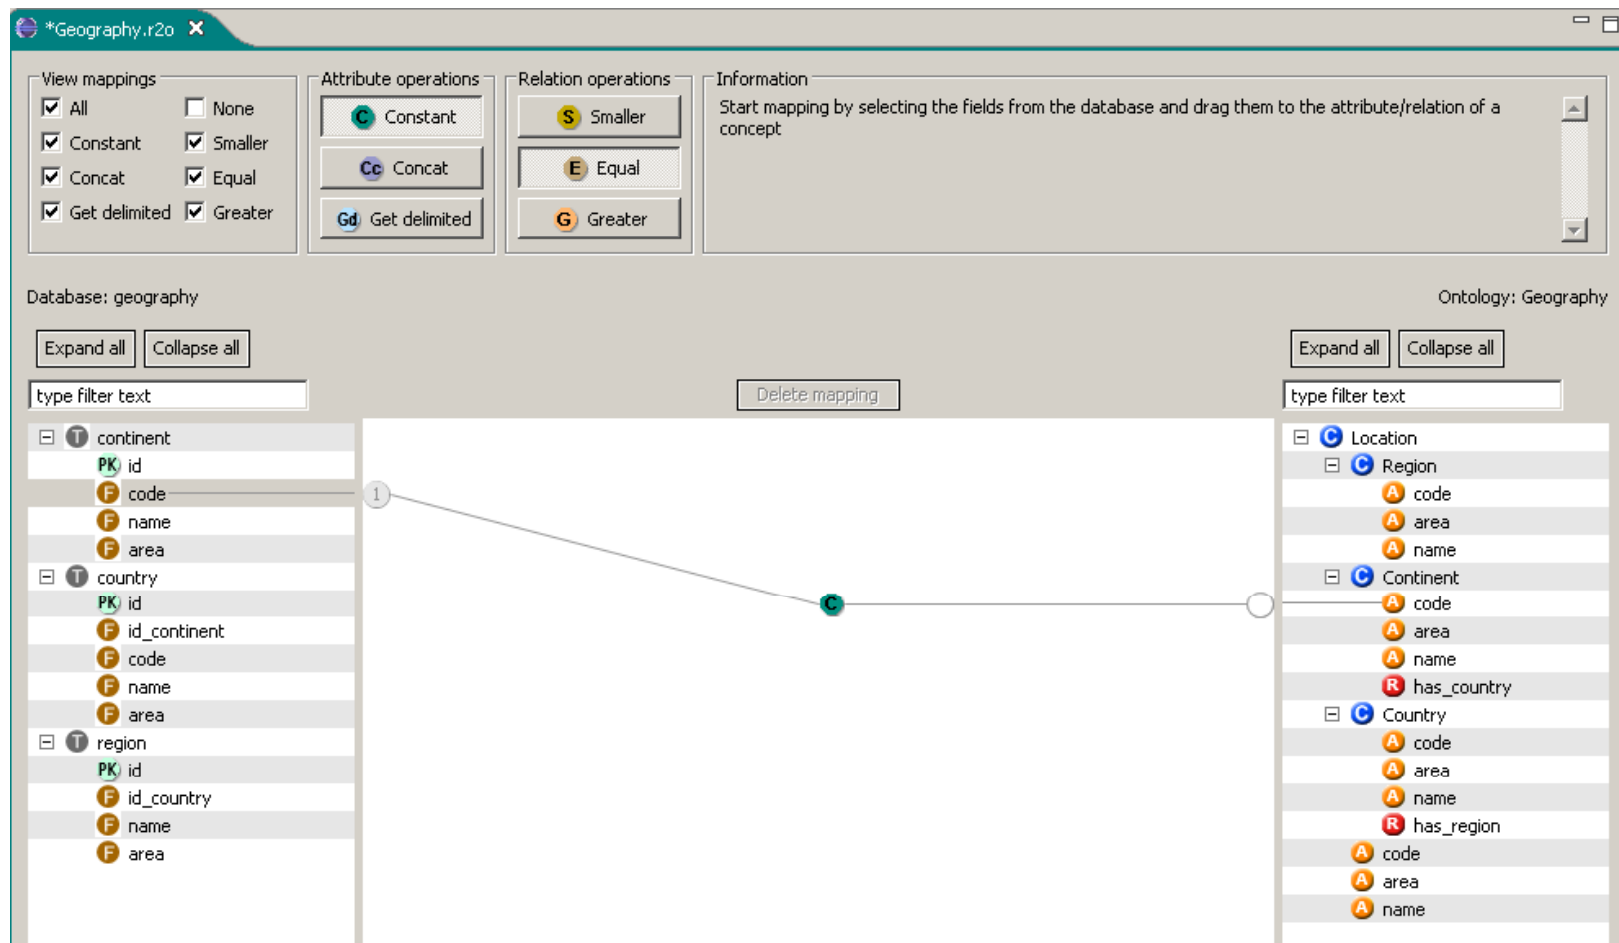 *Geography.r2o
View mappings
All
None
Constant
Smaller
Concat
Equal
Get delimited
Greater
Attribute operations
C Constant
Cc Concat
Gd Get delimited
Relation operations
S Smaller
E Equal
G Greater
Information
Start mapping by selecting the fields from the database and drag them to the attribute/relation of a
concept
Database: geography
Ontology: Geography
Expand all
Collapse all
Expand all
Collapse all
type filter text
Delete mapping
type filter text
T continent
PK id
F code
F name
F area
T country
PK id
F id_continent
F code
F name
F area
T region
PK id
F id_country
F name
F area
1
C
C Location
C Region
A code
A area
A name
C Continent
A code
A area
A name
R has_country
C Country
A code
A area
A name
R has_region
A code
A area
A name